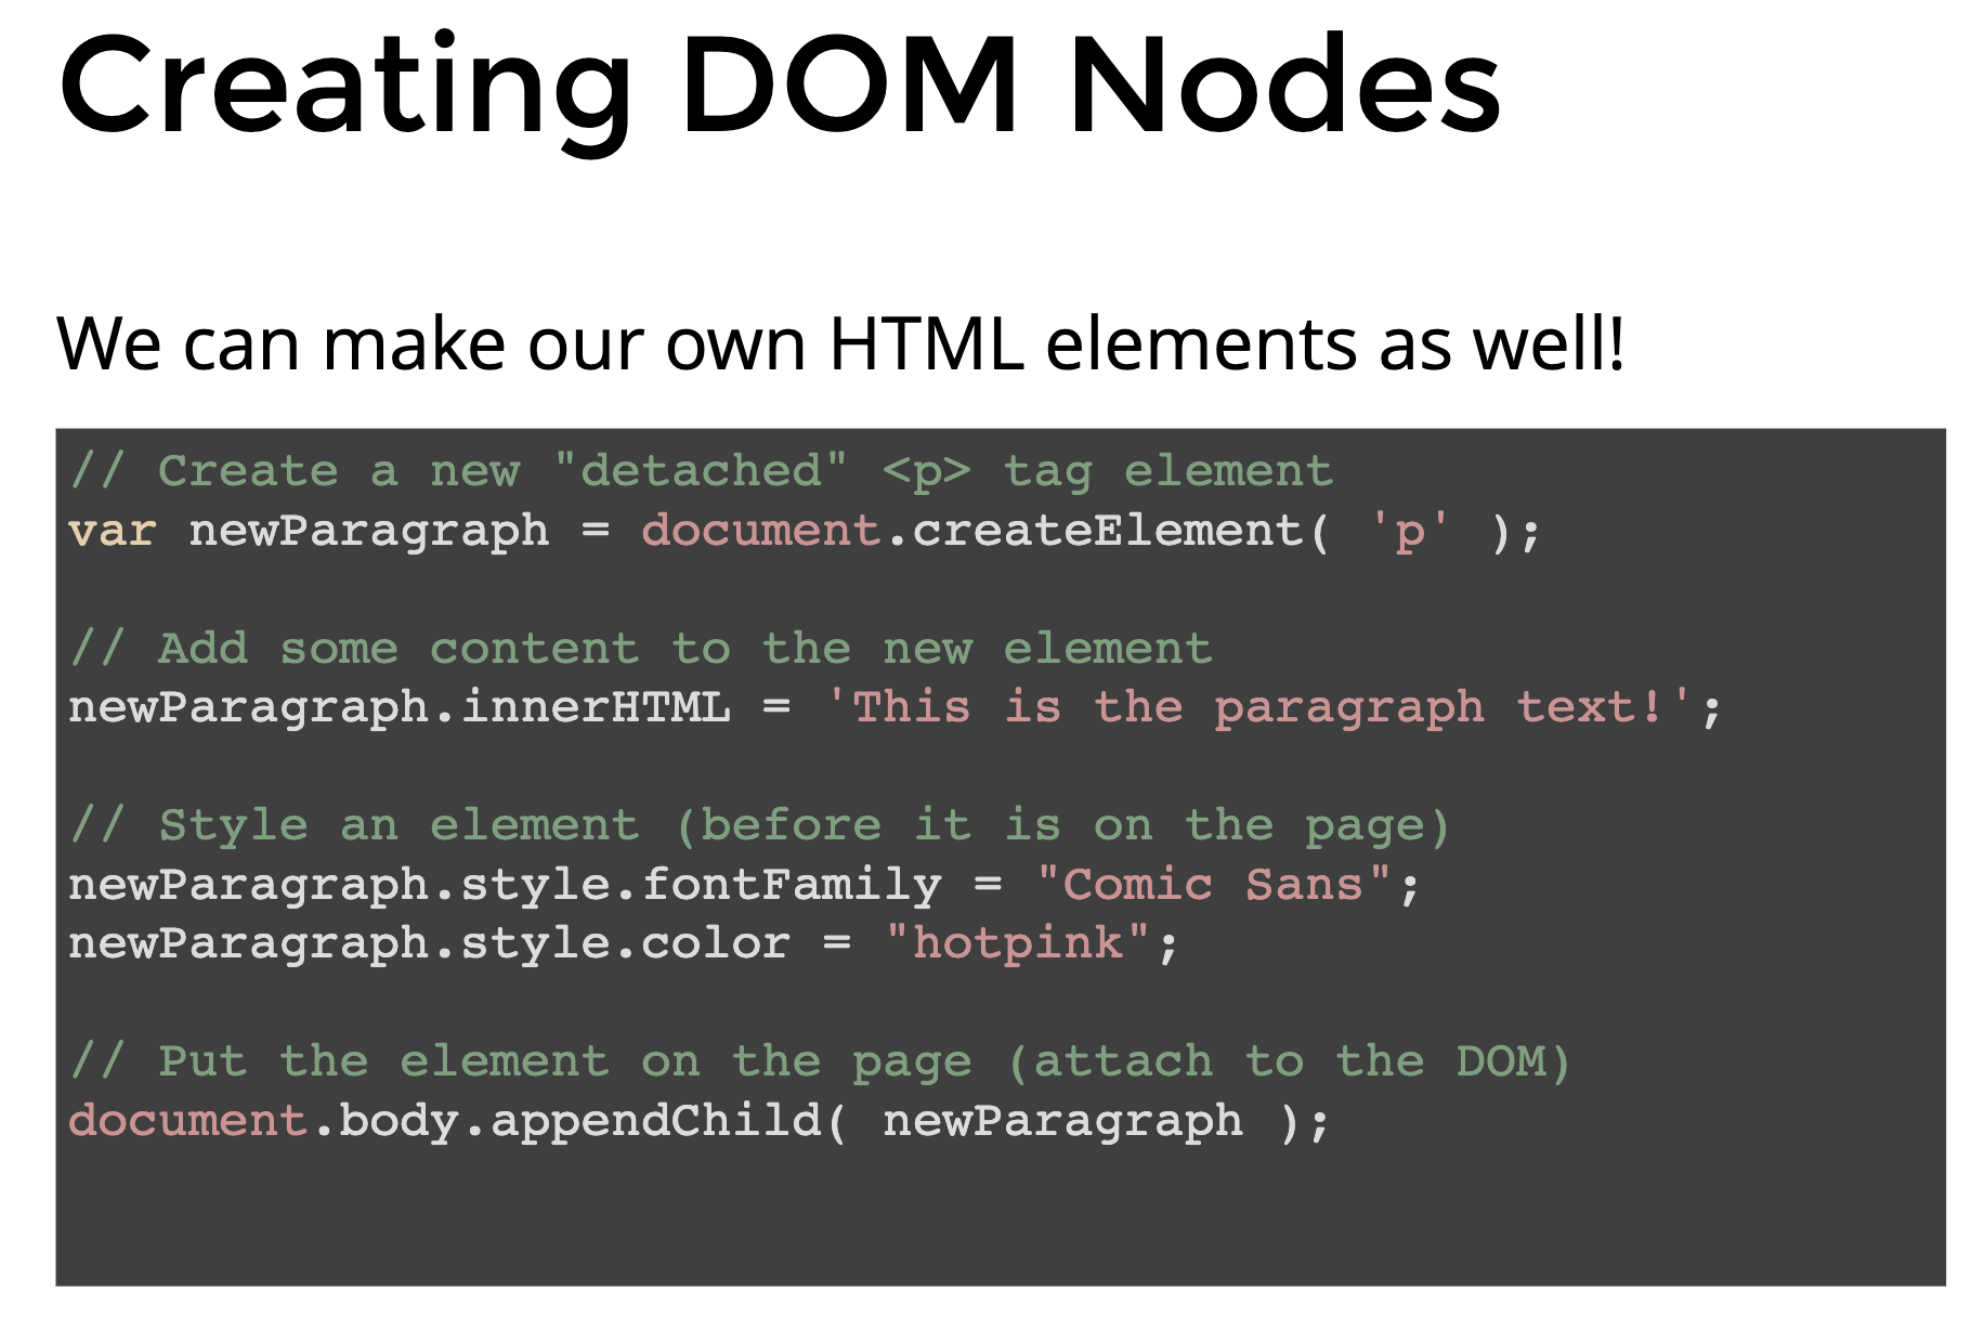 Creating DOM Nodes
We can make our own HTML elements as well!
// Create a new "detached" <p> tag element
var newParagraph = document.createElement( 'p' );
// Add some content to the new element
newParagraph.innerHTML = 'This is the paragraph text!';
// Style an element (before it is on the page)
newParagraph.style.fontFamily = "Comic Sans";
newParagraph.style.color = "hotpink";
// Put the element on the page (attach to the DOM)
document.body.appendChild( newParagraph );